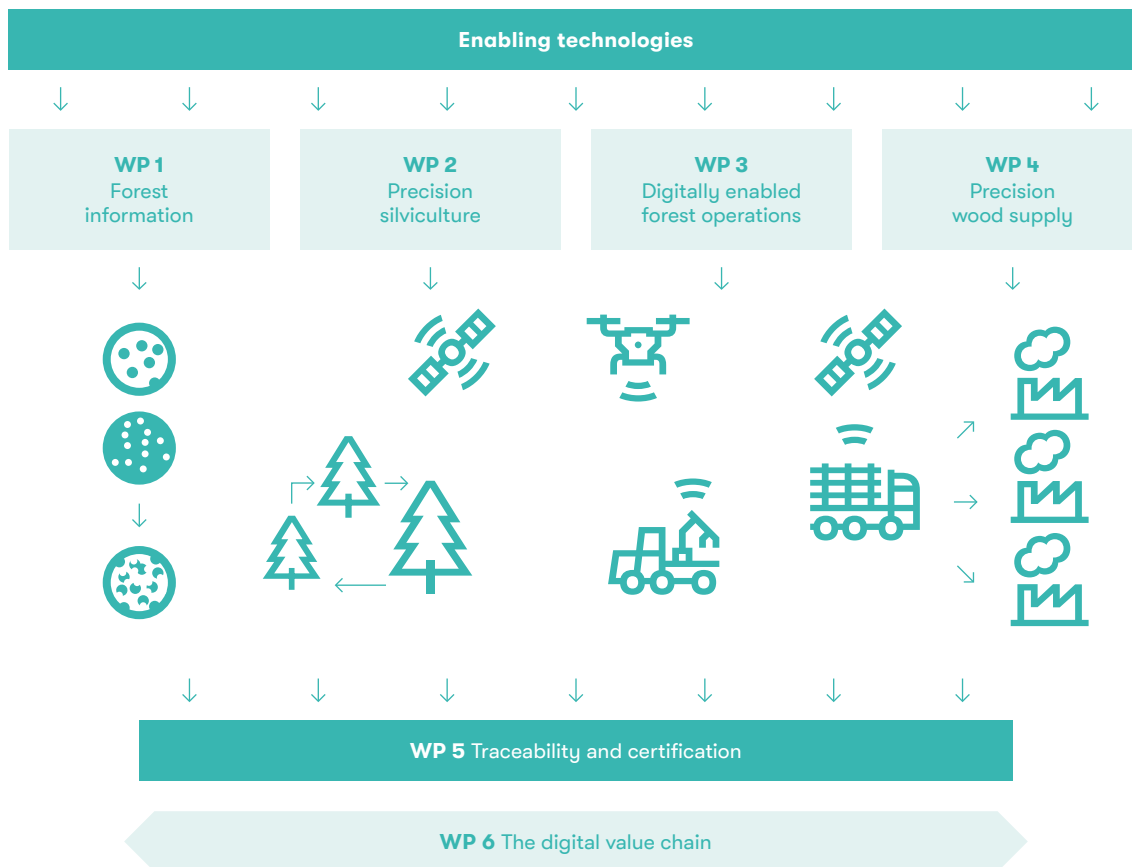 Enabling technologies
WP 1
Forest
information
WP 2
Precision
silviculture
WP 3
Digitally enabled
forest operations
WP 4
Precision
wood supply
WP 5 Traceability and certification
WP 6 The digital value chain